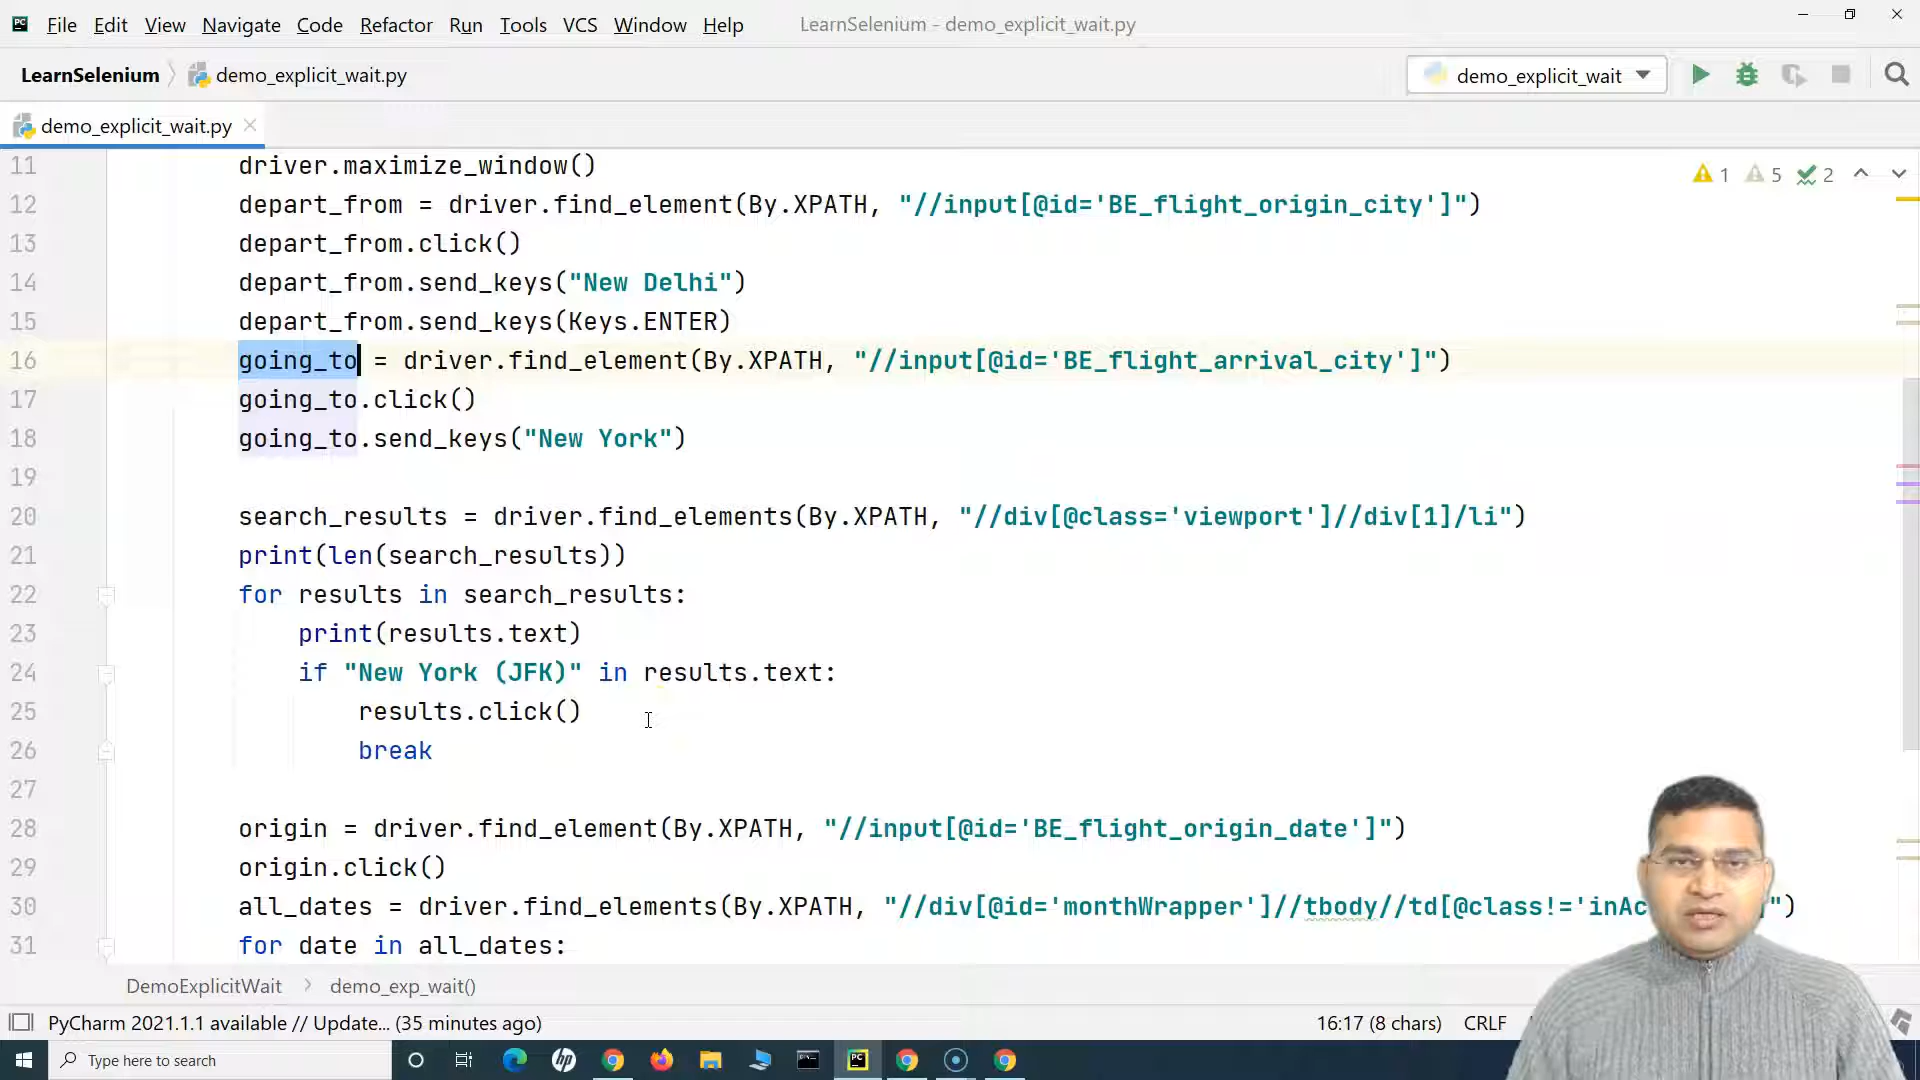 File Edit View Navigate Code Refactor Run Tools VCS Window Help LearnSelenium - demo_explicit_wait.py
LearnSelenium demo_explicit_wait.py demo_explicit_wait
demo_explicit_wait.py
11 driver.maximize_window() 1 5 2
12 depart_from = driver.find_element(By.XPATH, "//input[@id='BE_flight_origin_city']")
13 depart_from.click()
14 depart_from.send_keys("New Delhi")
15 depart_from.send_keys(Keys.ENTER)
16 going_to = driver.find_element(By.XPATH, "//input[@id='BE_flight_arrival_city']")
17 going_to.click()
18 going_to.send_keys("New York")
19
20 search_results = driver.find_elements(By.XPATH, "//div[@class='viewport']//div[1]/li")
21 print(len(search_results))
22 for results in search_results:
23 print(results.text)
24 if "New York (JFK)" in results.text:
25 results.click()
26 break
27
28 origin = driver.find_element(By.XPATH, "//input[@id='BE_flight_origin_date']")
29 origin.click()
30 all_dates = driver.find_elements(By.XPATH, "//div[@id='monthWrapper']//tbody//td[@class!='inAc ")
31 for date in all_dates:
DemoExplicitWait demo_exp_wait()
PyCharm 2021.1.1 available // Update... (35 minutes ago) 16:17 (8 chars) CRLF
Type here to search